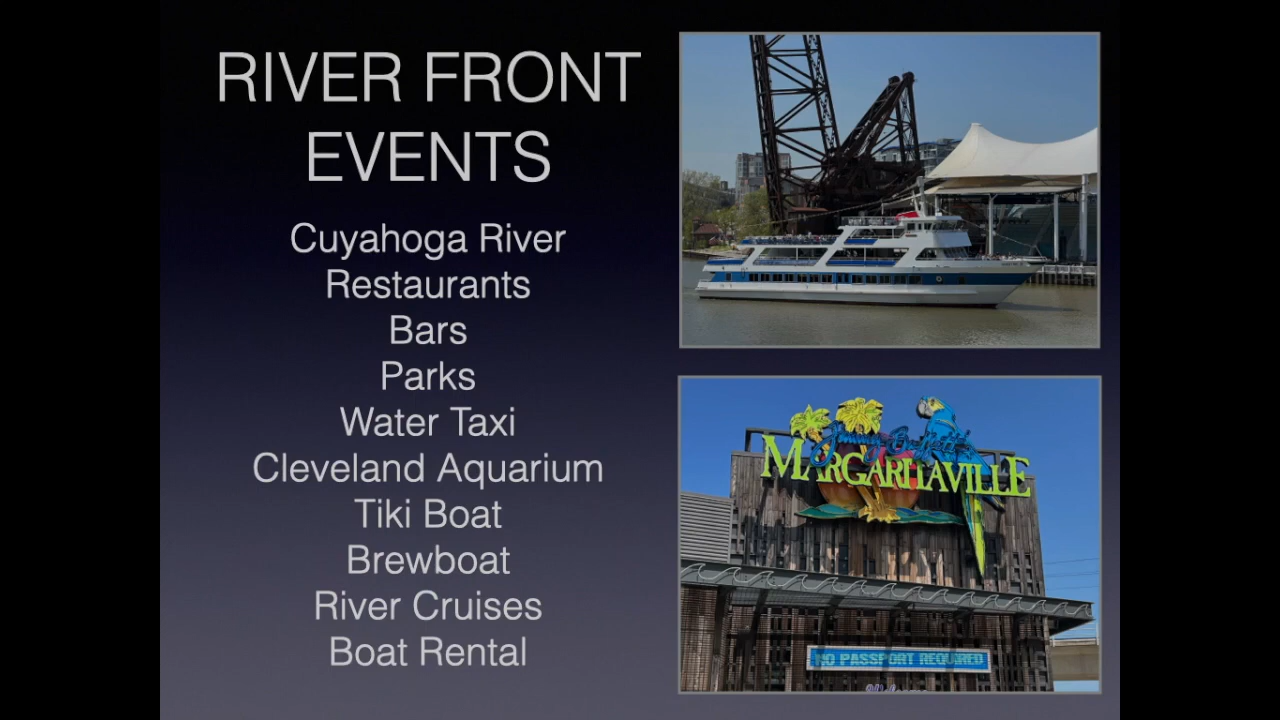 RIVER FRONT
EVENTS
Cuyahoga River
Restaurants
Bars
Parks
Water Taxi
Cleveland Aquarium
Tiki Boat
Brewboat
River Cruises
Boat Rental
Jimmy Buffett's
MARGARITAVILLE
NO PASSPORT REQUIRED